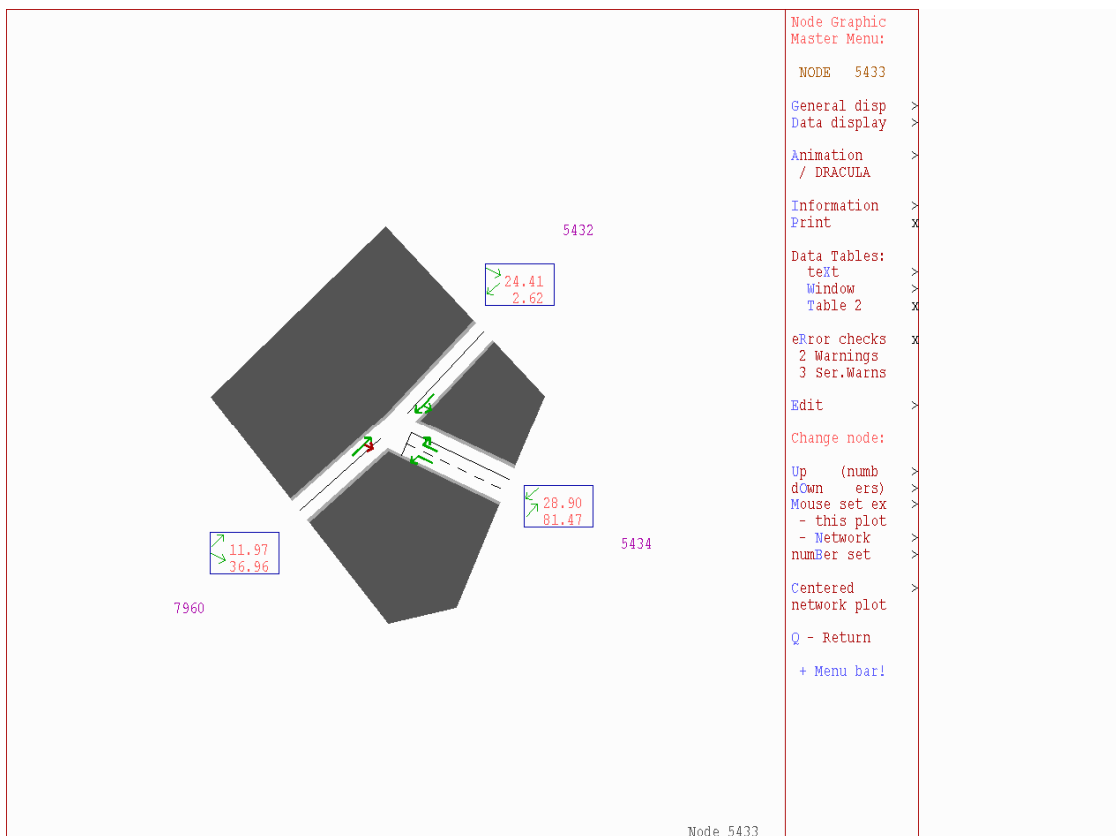 Node Graphic
Master Menu:
NODE 5433
General disp >
Data display >
Animation >
/ DRACULA
Information >
Print x
Data Tables:
teXt >
Window >
Table 2 x
eRror checks x
2 Warnings
3 Ser.Warns
Edit >
Change node:
Up (numb >
dOwn ers) >
Mouse set ex >
- this plot
- Network >
numBer set >
Centered >
network plot
Q - Return
+ Menu bar!
5432
24.41
2.62
28.90
81.47
5434
11.97
36.96
7960
Node 5433